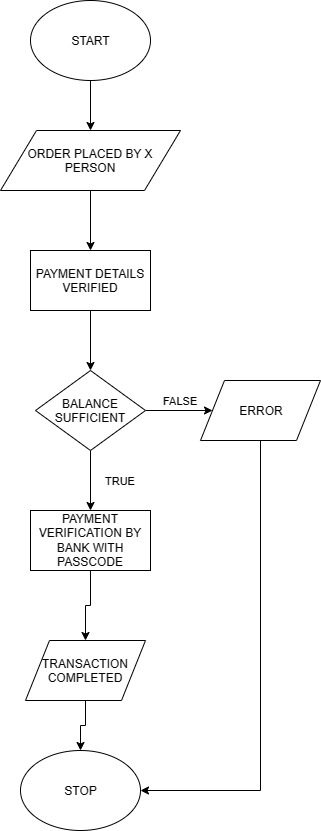 START
ORDER PLACED BY X
PERSON
PAYMENT DETAILS
VERIFIED
BALANCE
SUFFICIENT
FALSE
ERROR
TRUE
PAYMENT
VERIFICATION BY
BANK WITH
PASSCODE
TRANSACTION
COMPLETED
STOP